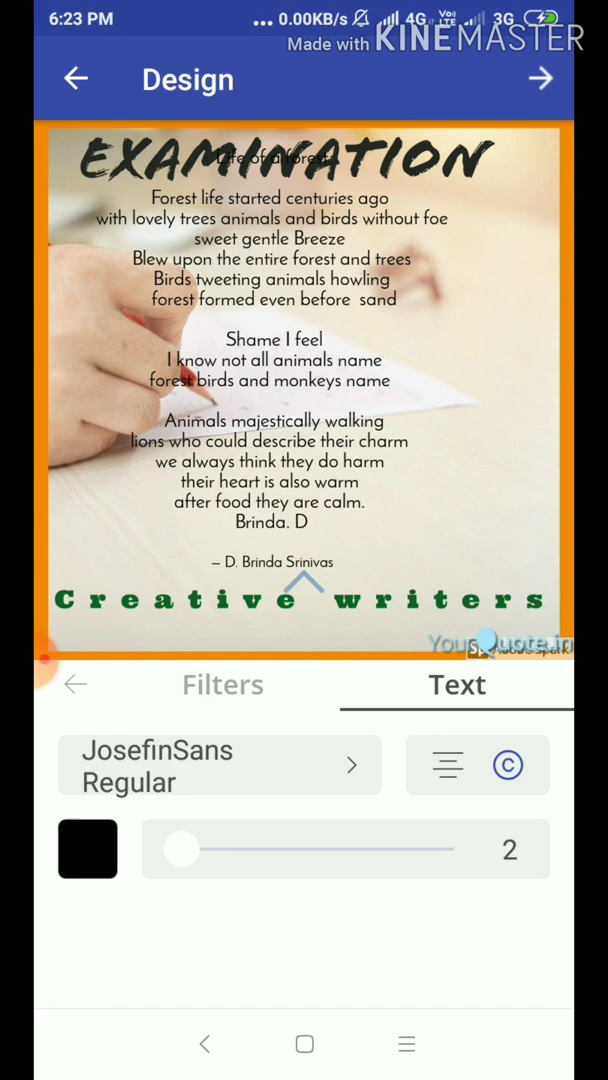 6:23 PM ... 0.00KB/s 4G VoLTE 3G
Made with KINEMASTER
Design
EXAMINATION
Life of a forest
Forest life started centuries ago
with lovely trees animals and birds without foe
sweet gentle Breeze
Blew upon the entire forest and trees
Birds tweeting animals howling
forest formed even before sand
Shame I feel
I know not all animals name
forest birds and monkeys name
Animals majestically walking
lions who could describe their charm
we always think they do harm
their heart is also warm
after food they are calm.
Brinda. D
– D. Brinda Srinivas
Creative writers
YourQuote.in
Sp Adobe Spark
Filters
Text
JosefinSans
Regular
©
2